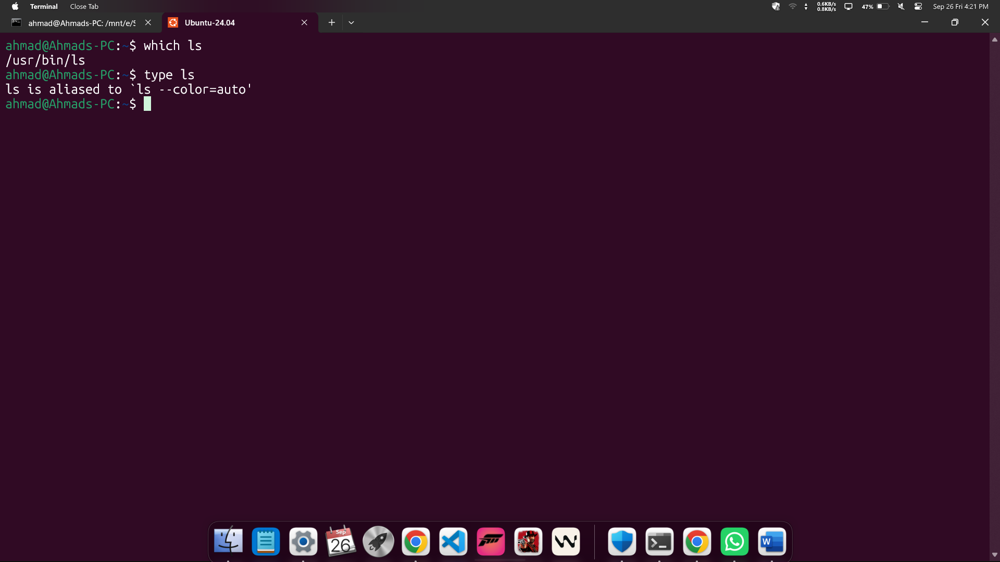 Terminal Close Tab 0.6KB/s 0.8KB/s 47% Sep 26 Fri 4:21 PM
ahmad@Ahmads-PC: /mnt/e/S Ubuntu-24.04
ahmad@Ahmads-PC:~$ which ls
/usr/bin/ls
ahmad@Ahmads-PC:~$ type ls
ls is aliased to `ls --color=auto'
ahmad@Ahmads-PC:~$
Sep
26
W